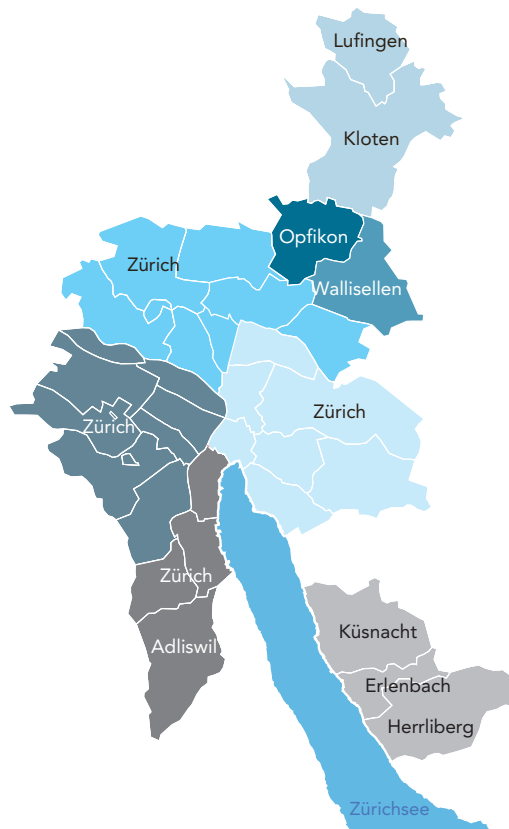 Lufingen
Kloten
Opfikon
Zürich
Wallisellen
Zürich
Zürich
Zürich
Küsnacht
Adliswil
Erlenbach
Herrliberg
Zürichsee